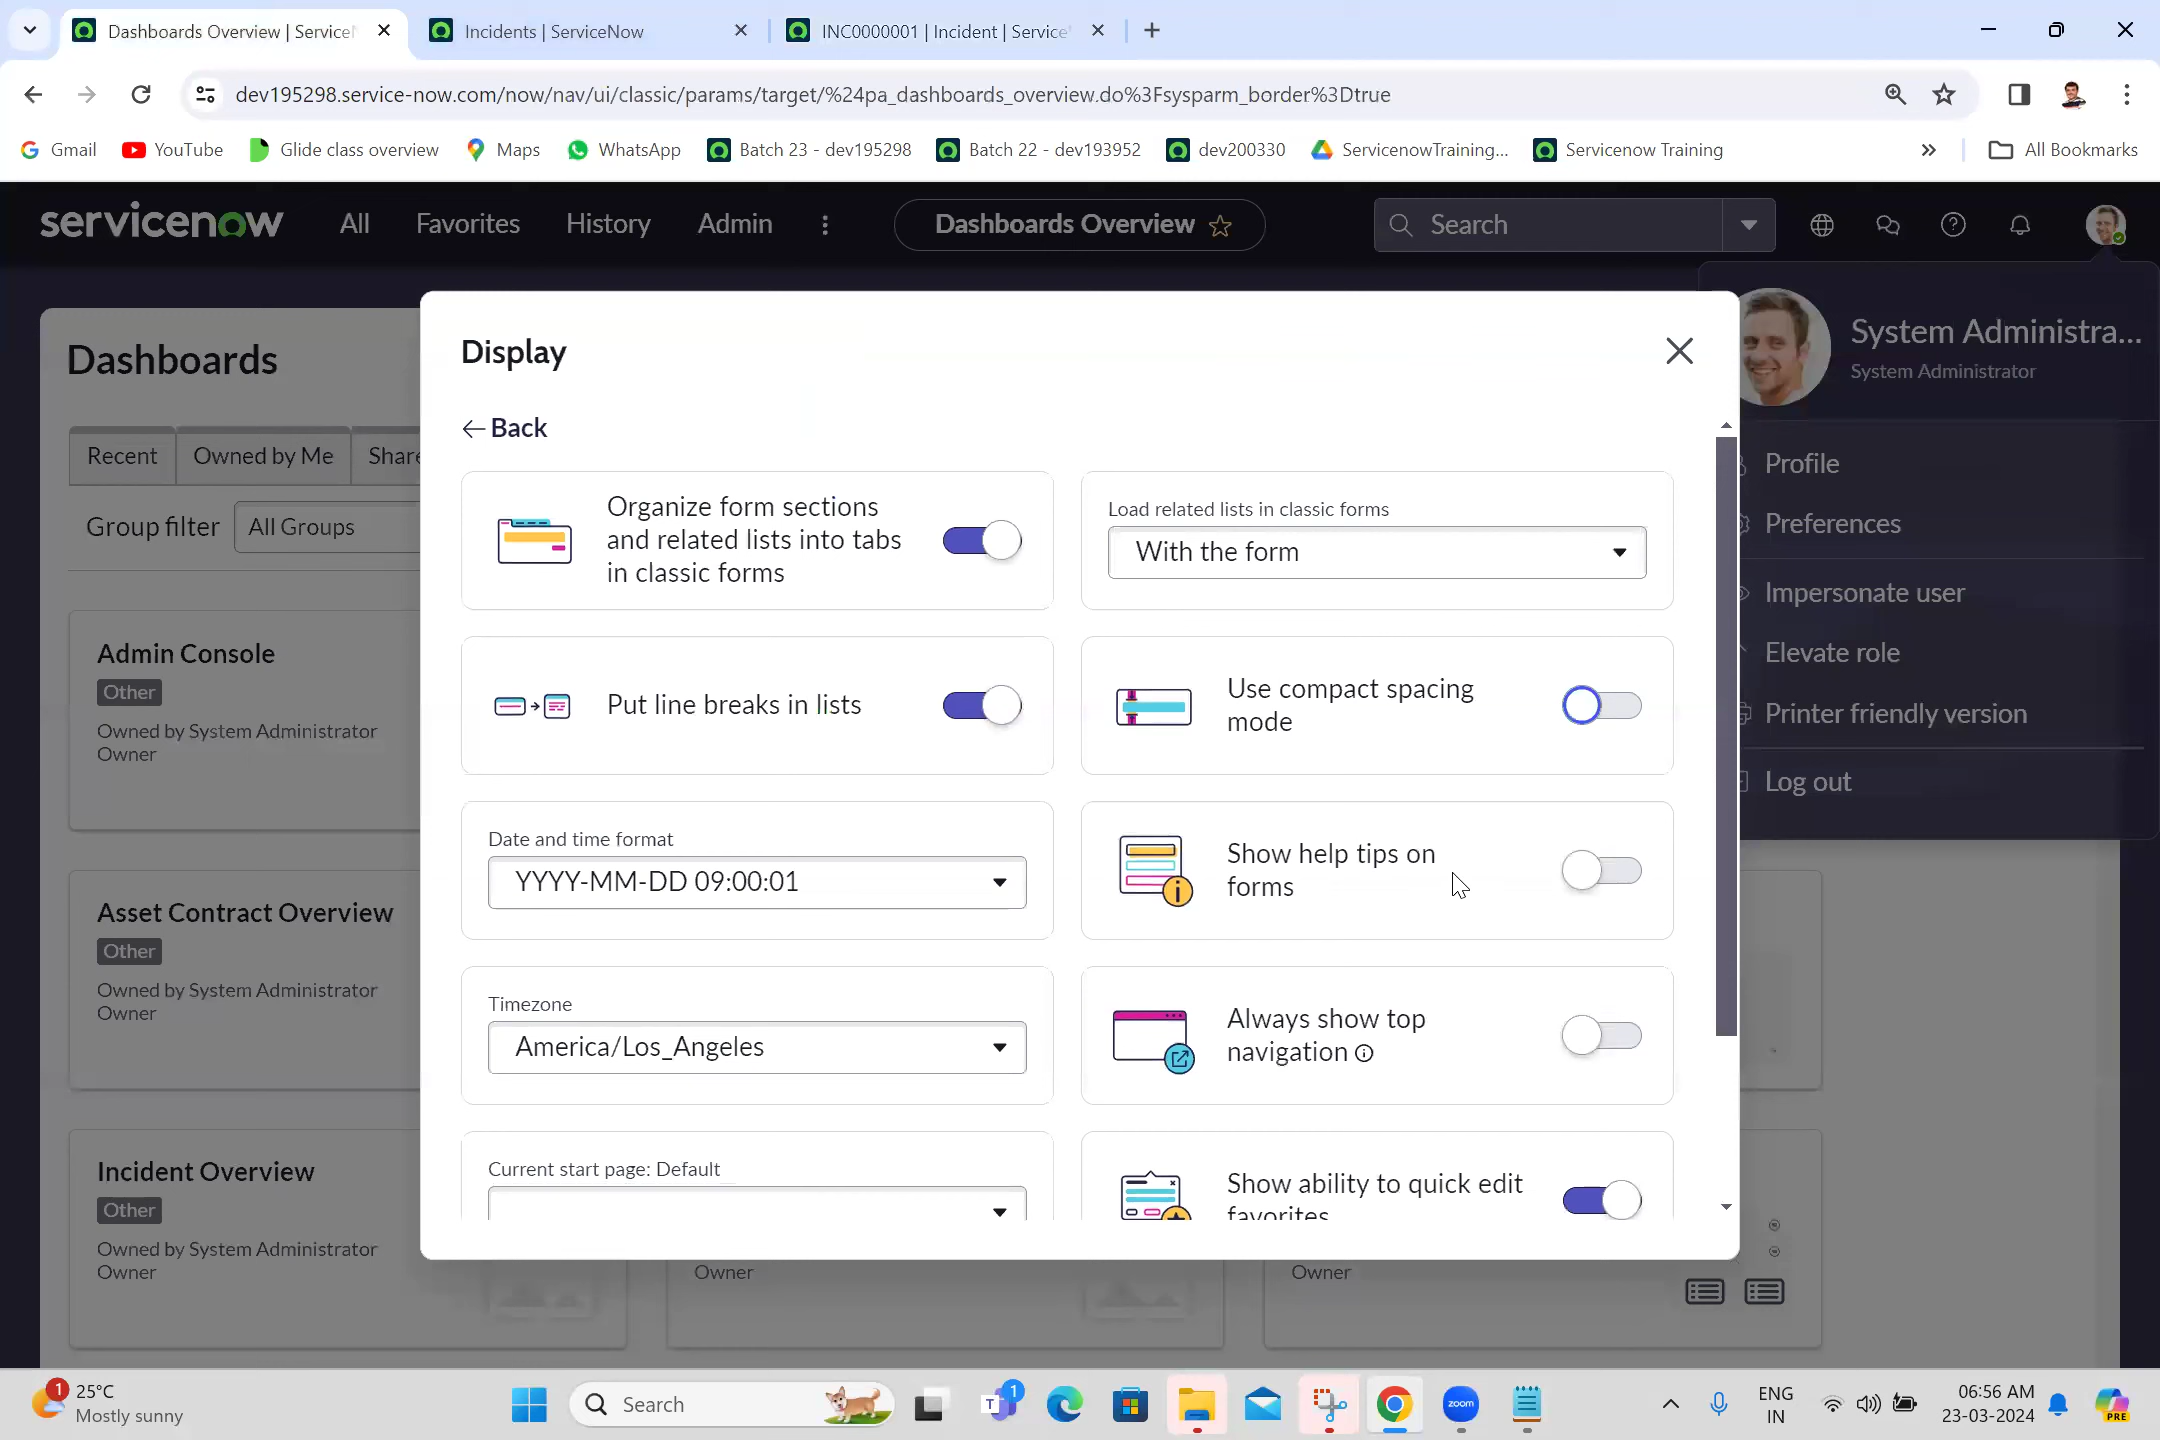 Dashboards Overview | Service
Incidents | ServiceNow
INC0000001 | Incident | Service
dev195298.service-now.com/now/nav/ui/classic/params/target/%24pa_dashboards_overview.do%3Fsysparm_border%3Dtrue
Gmail
YouTube
Glide class overview
Maps
WhatsApp
Batch 23 - dev195298
Batch 22 - dev193952
dev200330
ServicenowTraining...
Servicenow Training
All Bookmarks
servicenow
All
Favorites
History
Admin
Dashboards Overview
Search
System Administra...
System Administrator
Profile
Preferences
Impersonate user
Elevate role
Printer friendly version
Log out
Dashboards
Recent
Owned by Me
Share
Group filter
All Groups
Admin Console
Other
Owned by System Administrator
Owner
Asset Contract Overview
Other
Owned by System Administrator
Owner
Incident Overview
Other
Owned by System Administrator
Owner
Owner
Owner
Display
Back
Organize form sections
and related lists into tabs
in classic forms
Load related lists in classic forms
With the form
Put line breaks in lists
Use compact spacing
mode
Date and time format
YYYY-MM-DD 09:00:01
Show help tips on
forms
Timezone
America/Los_Angeles
Always show top
navigation
Current start page: Default
Show ability to quick edit
favorites
1
25°C
Mostly sunny
Search
T
1
zoom
ENG
IN
06:56 AM
23-03-2024
PRE